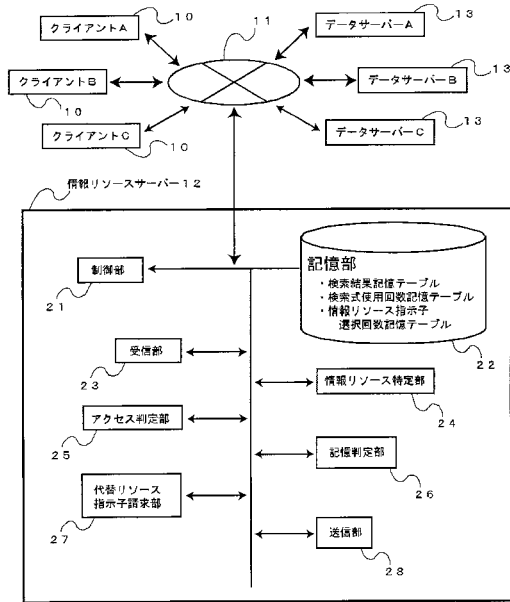 クライアントA
10
11
データサーバーA
13
クライアントB
10
データサーバーB
13
クライアントC
10
データサーバーC
13
情報リソースサーバー12
制御部
21
記憶部
・検索結果記憶テーブル
・検索式使用回数記憶テーブル
・情報リソース指示子
選択回数記憶テーブル
22
受信部
23
情報リソース特定部
24
アクセス判定部
25
記憶判定部
26
代替リソース
指示子請求部
27
送信部
28